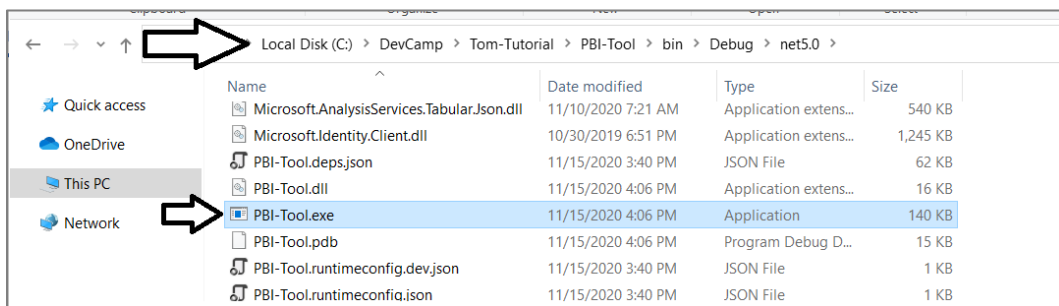 Local Disk (C:) > DevCamp > Tom-Tutorial > PBI-Tool > bin > Debug > net5.0 >
Name Date modified Type Size
Quick access
OneDrive
This PC
Network
Microsoft.AnalysisServices.Tabular.Json.dll 11/10/2020 7:21 AM Application extens... 540 KB
Microsoft.Identity.Client.dll 10/30/2019 6:51 PM Application extens... 1,245 KB
PBI-Tool.deps.json 11/15/2020 3:40 PM JSON File 62 KB
PBI-Tool.dll 11/15/2020 4:06 PM Application extens... 16 KB
PBI-Tool.exe 11/15/2020 4:06 PM Application 140 KB
PBI-Tool.pdb 11/15/2020 4:06 PM Program Debug D... 15 KB
PBI-Tool.runtimeconfig.dev.json 11/15/2020 3:40 PM JSON File 1 KB
PBI-Tool.runtimeconfig.json 11/15/2020 3:40 PM JSON File 1 KB